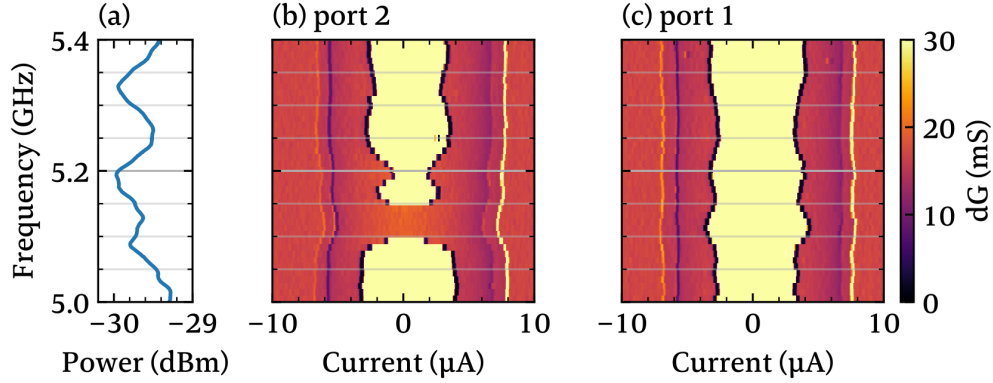 (a)
(b) port 2
(c) port 1
5.4
5.2
5.0
Frequency (GHz)
−30
−29
Power (dBm)
−10
0
10
Current (μA)
−10
0
10
Current (μA)
30
20
10
0
dG (mS)